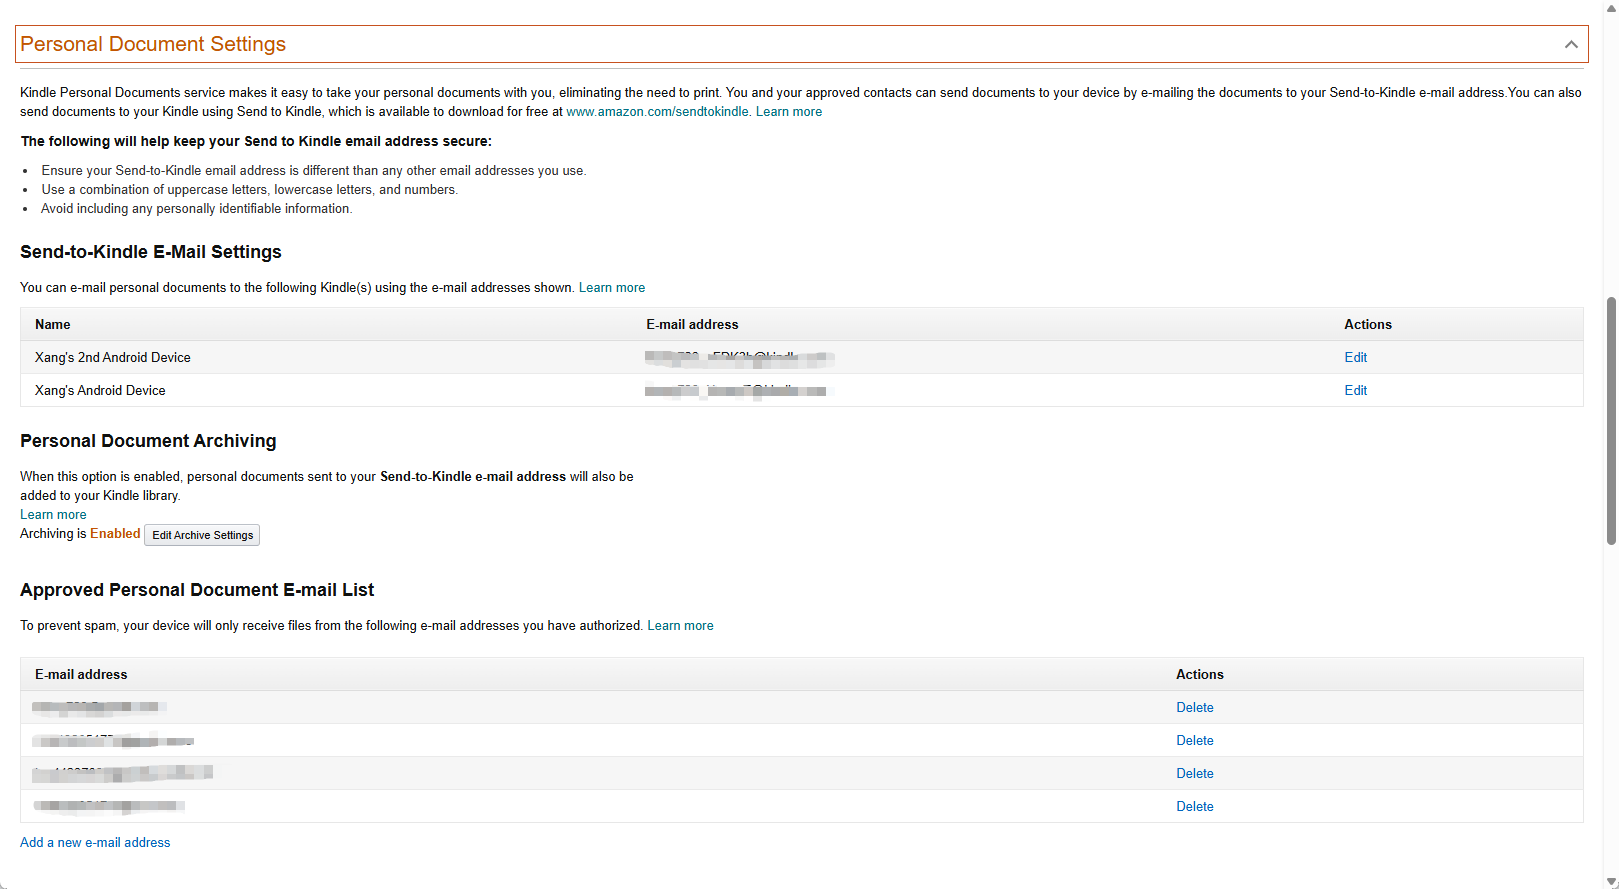 Personal Document Settings
Kindle Personal Documents service makes it easy to take your personal documents with you, eliminating the need to print. You and your approved contacts can send documents to your device by e-mailing the documents to your Send-to-Kindle e-mail address.You can also
send documents to your Kindle using Send to Kindle, which is available to download for free at www.amazon.com/sendtokindle. Learn more
The following will help keep your Send to Kindle email address secure:
• Ensure your Send-to-Kindle email address is different than any other email addresses you use.
• Use a combination of uppercase letters, lowercase letters, and numbers.
• Avoid including any personally identifiable information.
Send-to-Kindle E-Mail Settings
You can e-mail personal documents to the following Kindle(s) using the e-mail addresses shown. Learn more
Name E-mail address Actions
Xang's 2nd Android Device Edit
Xang's Android Device Edit
Personal Document Archiving
When this option is enabled, personal documents sent to your Send-to-Kindle e-mail address will also be
added to your Kindle library.
Learn more
Archiving is Enabled Edit Archive Settings
Approved Personal Document E-mail List
To prevent spam, your device will only receive files from the following e-mail addresses you have authorized. Learn more
E-mail address Actions
Delete
Delete
Delete
Delete
Add a new e-mail address